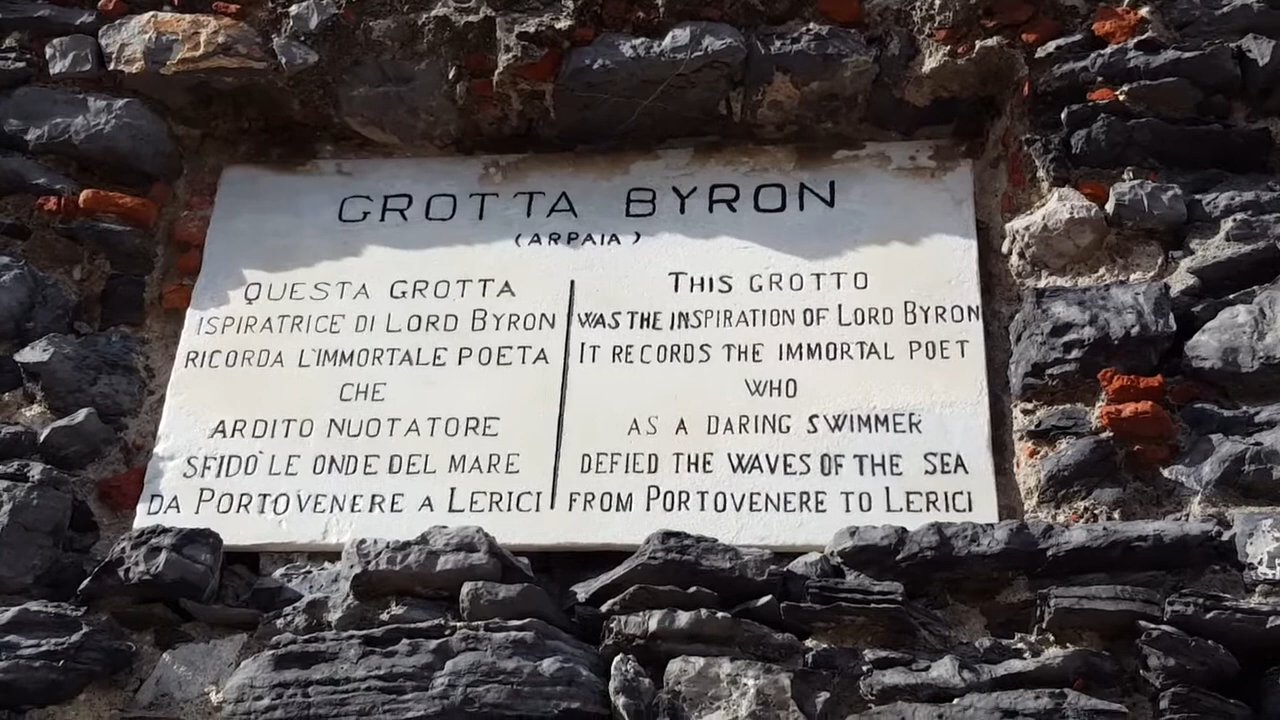 GROTTA BYRON
(ARPAIA)
QUESTA GROTTA
ISPIRATRICE DI LORD BYRON
RICORDA L'IMMORTALE POETA
CHE
ARDITO NUOTATORE
SFIDO' LE ONDE DEL MARE
DA PORTOVENERE A LERICI
THIS GROTTO
WAS THE INSPIRATION OF LORD BYRON
IT RECORDS THE IMMORTAL POET
WHO
AS A DARING SWIMMER
DEFIED THE WAVES OF THE SEA
FROM PORTOVENERE TO LERICI